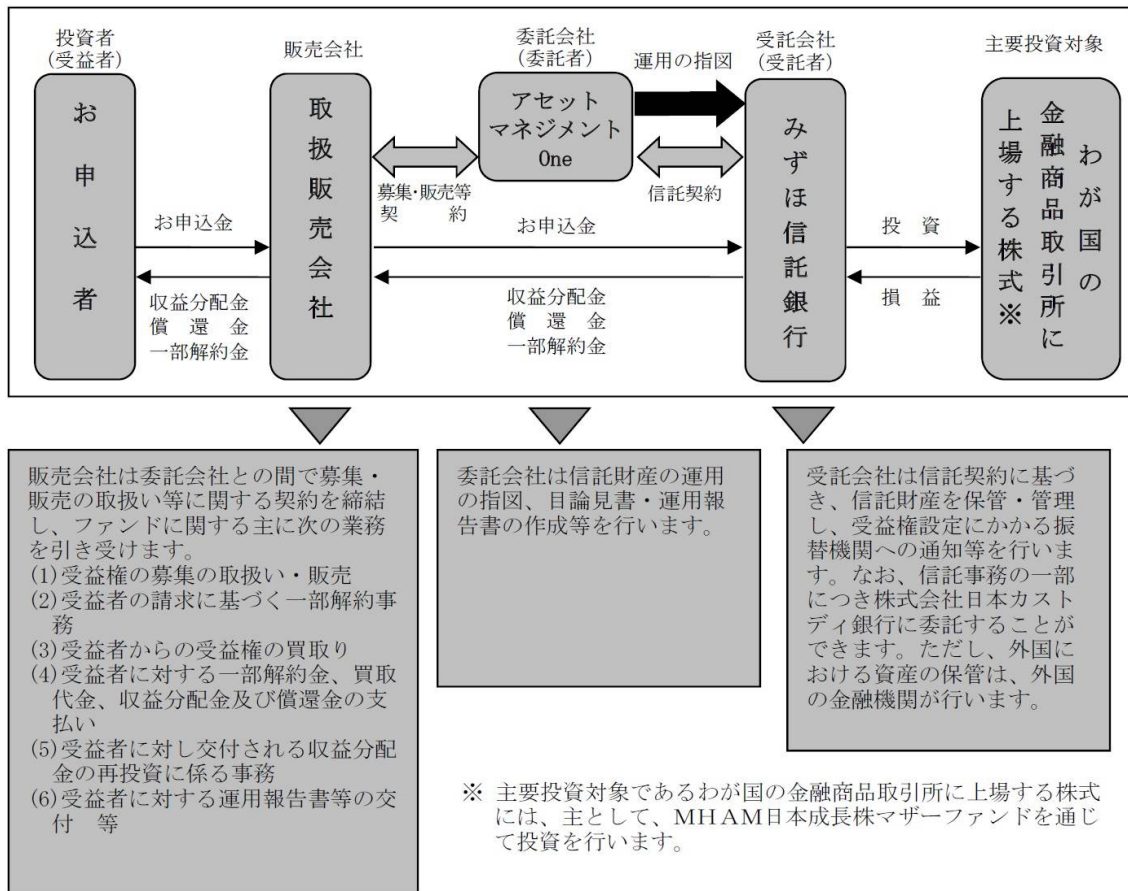 投資者
(受益者)
お申込者
販売会社
取扱販売会社
委託会社
(委託者)
アセット
マネジメント
One
運用の指図
受託会社
(受託者)
みずほ信託銀行
主要投資対象
わが国の
金融商品取引所に
上場する株式※
募集・販売等
契　　約
信託契約
お申込金
収益分配金
償　還　金
一部解約金
お申込金
収益分配金
償　還　金
一部解約金
投　資
損　益
販売会社は委託会社との間で募集・
販売の取扱い等に関する契約を締結
し、ファンドに関する主に次の業務
を引き受けます。
(1)受益権の募集の取扱い・販売
(2)受益者の請求に基づく一部解約事
務
(3)受益者からの受益権の買取り
(4)受益者に対する一部解約金、買取
代金、収益分配金及び償還金の支
払い
(5)受益者に対し交付される収益分配
金の再投資に係る事務
(6)受益者に対する運用報告書等の交
付　等
委託会社は信託財産の運用
の指図、目論見書・運用報
告書の作成等を行います。
受託会社は信託契約に基づ
き、信託財産を保管・管理
し、受益権設定にかかる振
替機関への通知等を行いま
す。なお、信託事務の一部
につき株式会社日本カスト
ディ銀行に委託することが
できます。ただし、外国に
おける資産の保管は、外国
の金融機関が行います。
※ 主要投資対象であるわが国の金融商品取引所に上場する株式
には、主として、ＭＨＡＭ日本成長株マザーファンドを通じ
て投資を行います。